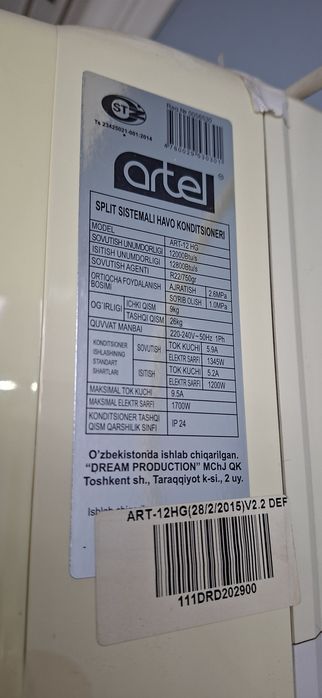 ST
Ts 23425021-001:2014
artel
SPLIT SISTEMALI HAVO KONDITSIONERI
MODEL ART-12 HG
SOVUTISH UNUMDORLIGI 12000Btu/s
ISITISH UNUMDORLIGI 12800Btu/s
SOVUTISH AGENTI R22/750gr
ORTIQCHA FOYDALANISH BOSIMI AJRATISH 2.6MPa
SO'RIB OLISH 1.0MPa
OG'IRLIGI ICHKI QISM 9kg
TASHQI QISM 26kg
QUVVAT MANBAI 220-240V~50Hz 1Ph
KONDITSIONER ISHLASHINING STANDART SHARTLARI SOVUTISH TOK KUCHI 5.9A
ELEKTR SARFI 1345W
ISITISH TOK KUCHI 5.2A
ELEKTR SARFI 1200W
MAKSIMAL TOK KUCHI 9.5A
MAKSIMAL ELEKTR SARFI 1700W
KONDITSIONER TASHQI QISM QARSHILIK SINFI IP 24
O'zbekistonda ishlab chiqarilgan.
"DREAM PRODUCTION" MChJ QK
Toshkent sh., Taraqqiyot k-si., 2 uy.
ART-12HG(28/2/2015)V2.2 DEF
111DRD202900